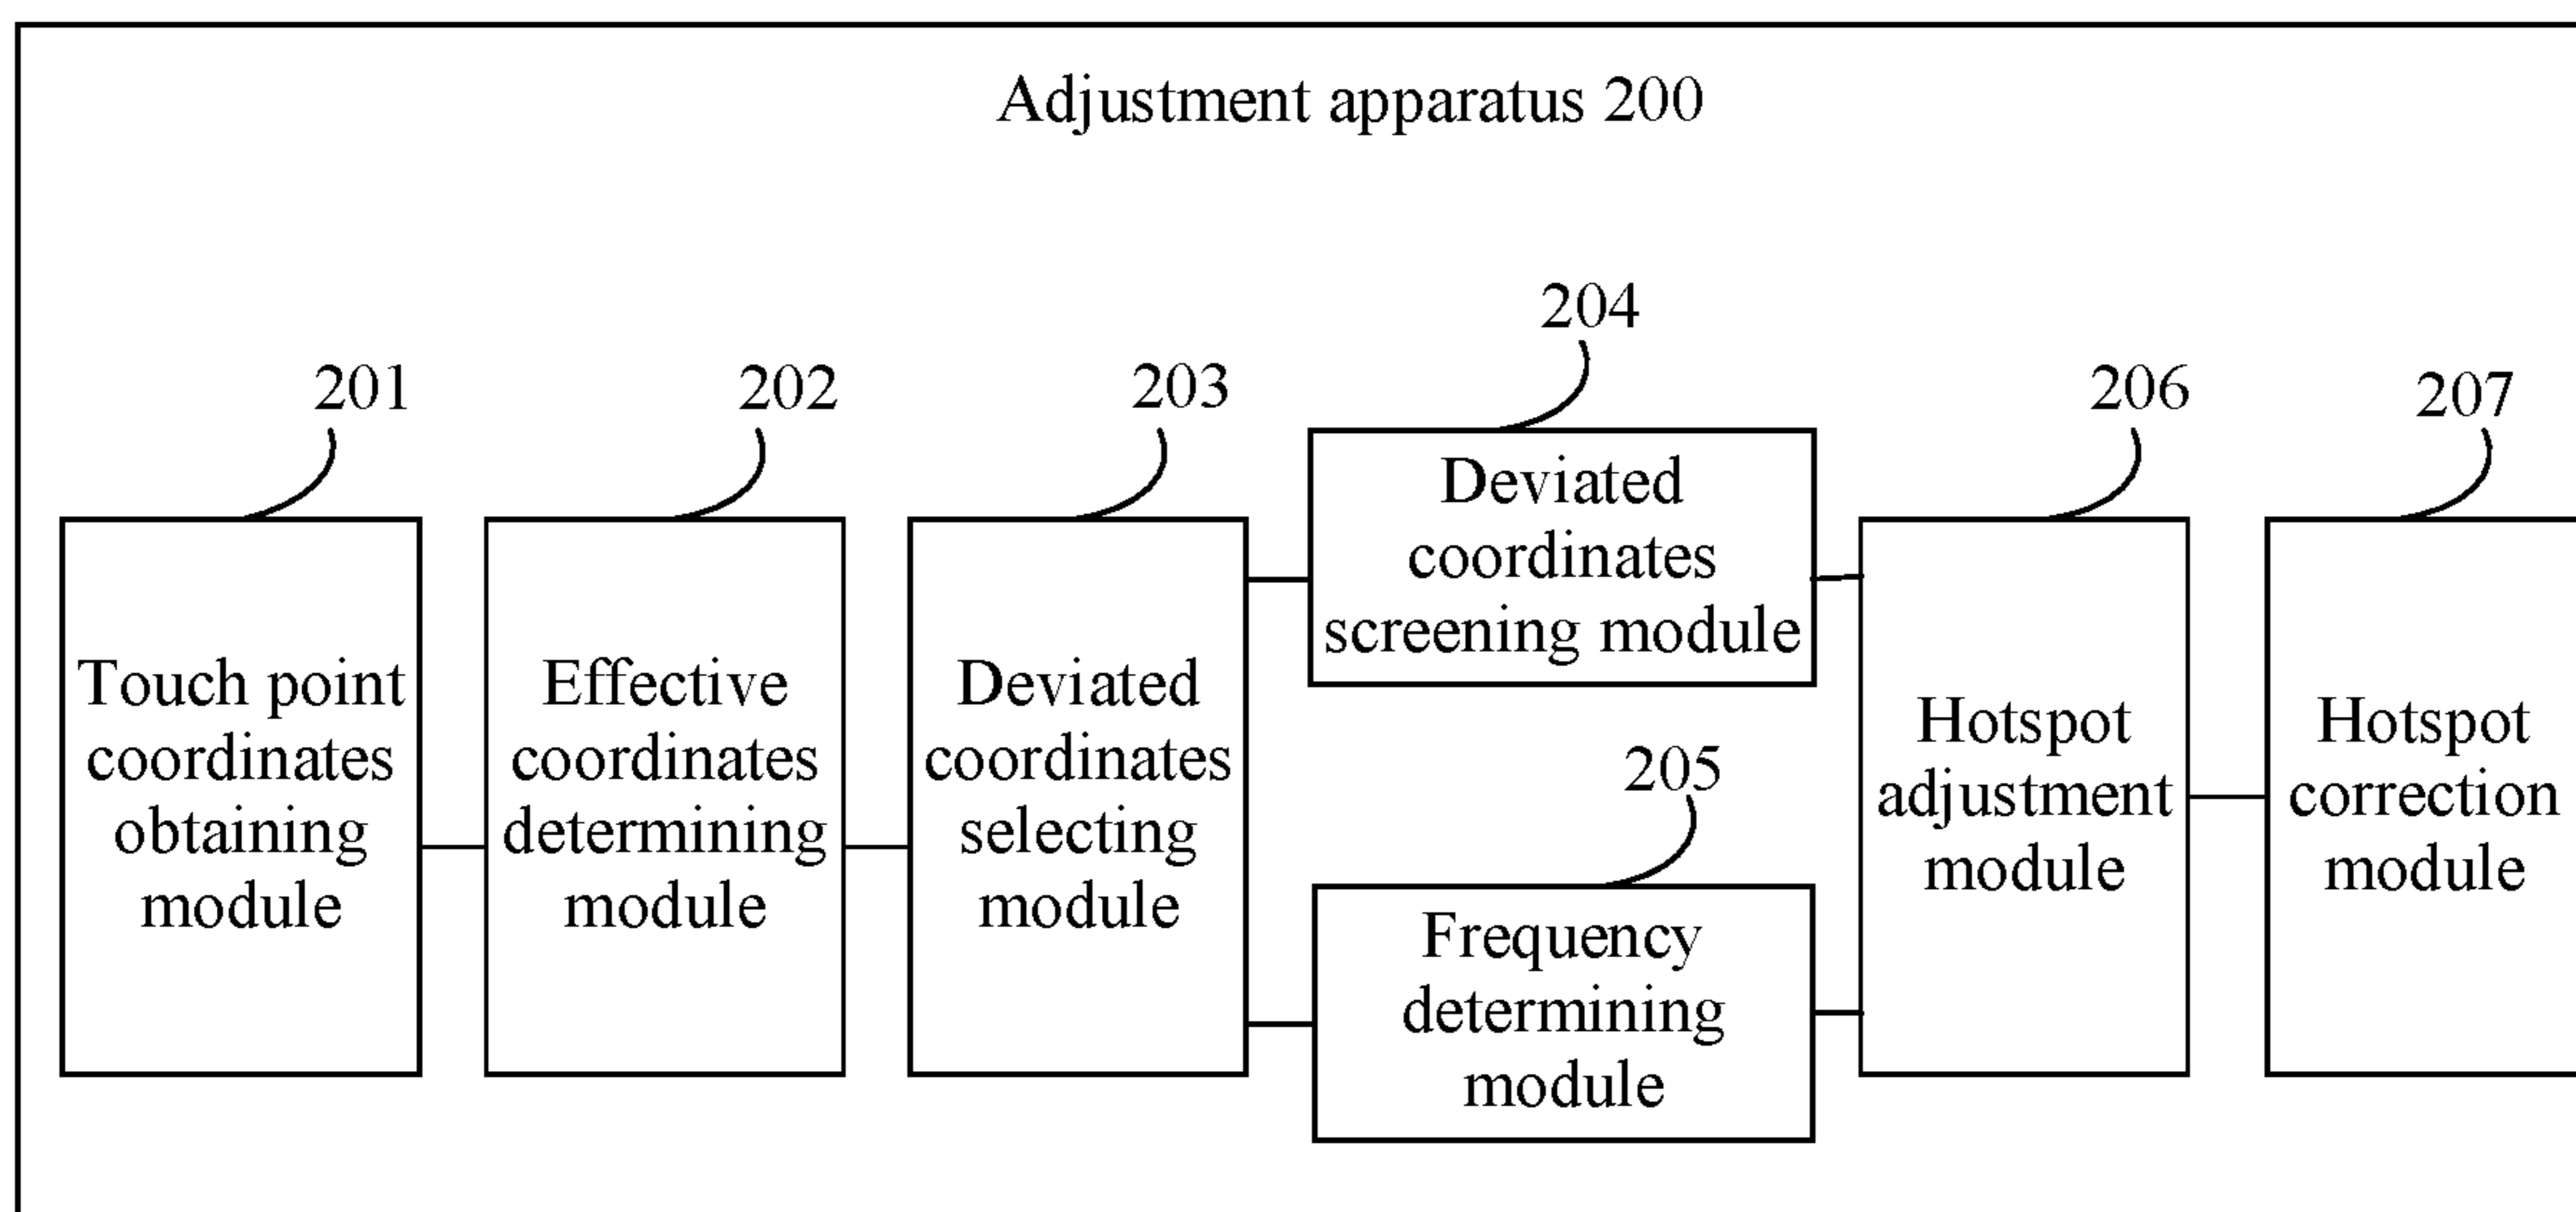 Adjustment apparatus 200
201
202
203
204
206
207
Touch point
coordinates
obtaining
module
Effective
coordinates
determining
module
Deviated
coordinates
selecting
module
Deviated
coordinates
screening module
205
Frequency
determining
module
Hotspot
adjustment
module
Hotspot
correction
module